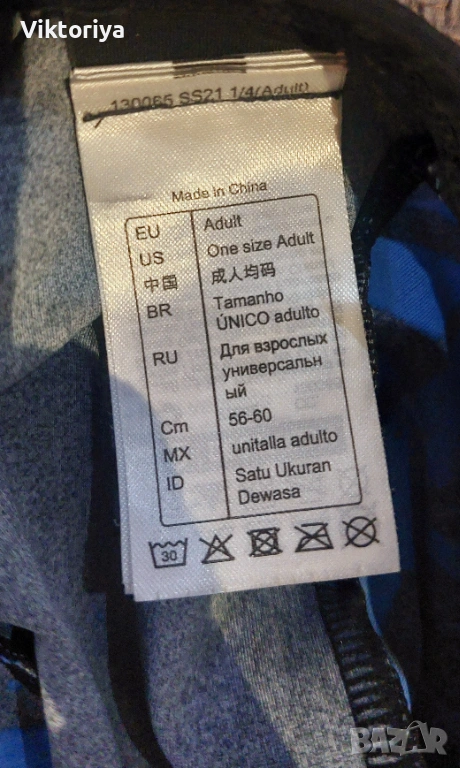 Viktoriya
130065 SS21 1/4(Adult)
Made in China
EU Adult
US One size Adult
中国 成人均码
BR Tamanho
ÚNICO adulto
RU Для взрослых
универсальн
ый
Cm 56-60
MX unitalla adulto
ID Satu Ukuran
Dewasa
30
BAZAR